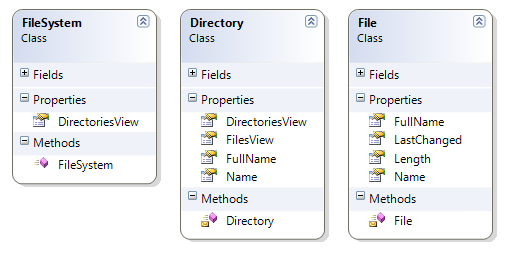 FileSystem
Class
Fields
Properties
DirectoriesView
Methods
FileSystem
Directory
Class
Fields
Properties
DirectoriesView
FilesView
FullName
Name
Methods
Directory
File
Class
Fields
Properties
FullName
LastChanged
Length
Name
Methods
File